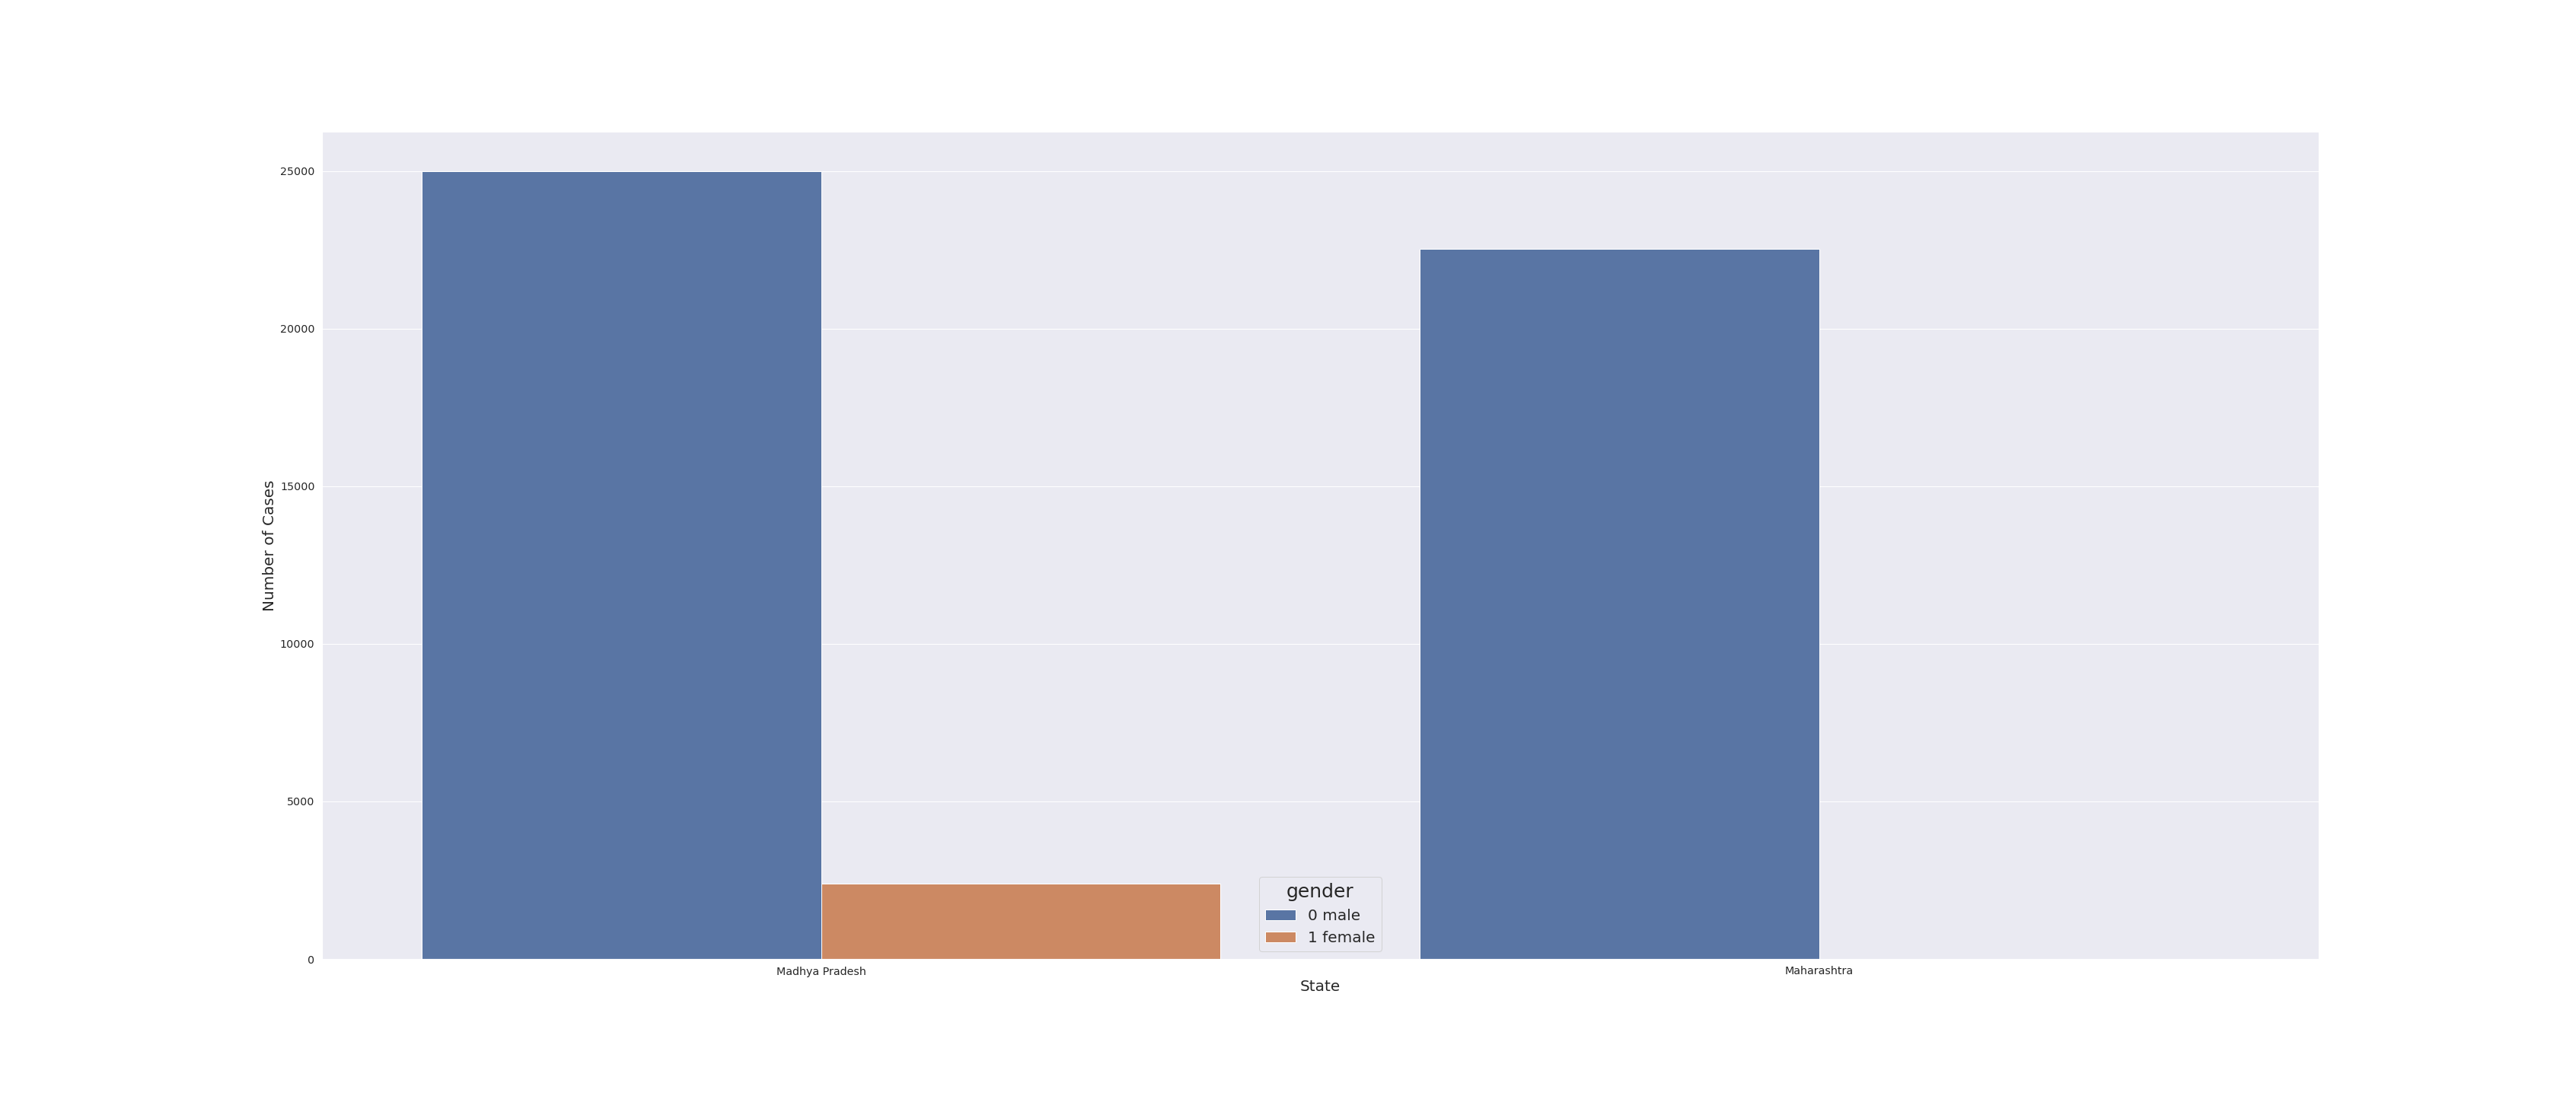 25000
20000
15000
10000
5000
0
Number of Cases
Madhya Pradesh
Maharashtra
State
gender
0 male
1 female